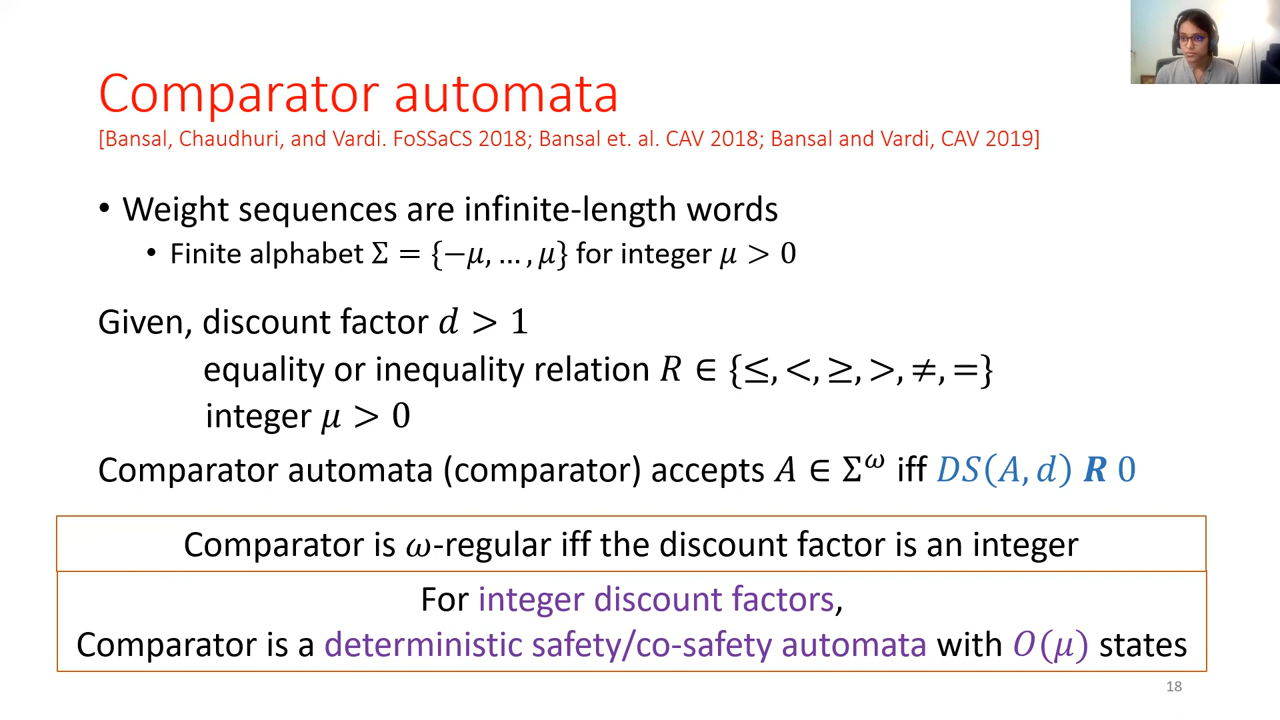 Comparator automata
[Bansal, Chaudhuri, and Vardi. FoSSaCS 2018; Bansal et. al. CAV 2018; Bansal and Vardi, CAV 2019]
• Weight sequences are infinite-length words
• Finite alphabet Σ = {−𝜇, … , 𝜇} for integer 𝜇 > 0
Given, discount factor 𝑑 > 1
equality or inequality relation 𝑅 ∈ {≤, <, ≥, >, ≠, =}
integer 𝜇 > 0
Comparator automata (comparator) accepts 𝐴 ∈ Σ^𝜔 iff 𝐷𝑆(𝐴, 𝑑) 𝑹 0
Comparator is 𝜔-regular iff the discount factor is an integer
For integer discount factors,
Comparator is a deterministic safety/co-safety automata with 𝑂(𝜇) states
18